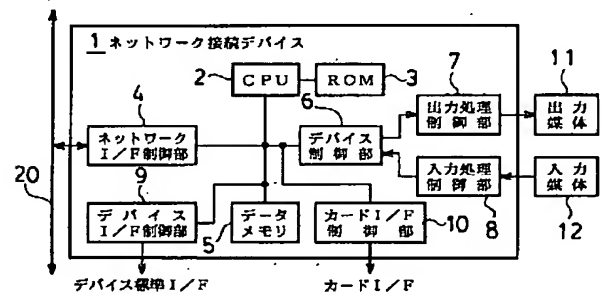 1 ネットワーク接続デバイス
2
CPU
ROM
3
7
11
6
4
出力処理
制御部
出力
媒体
ネットワーク
I/F制御部
デバイス
制御部
20
9
入力処理
制御部
入力
媒体
デバイス
I/F制御部
データ
メモリ
5
カードI/F
制御部
10
8
12
デバイス標準I/F
カードI/F